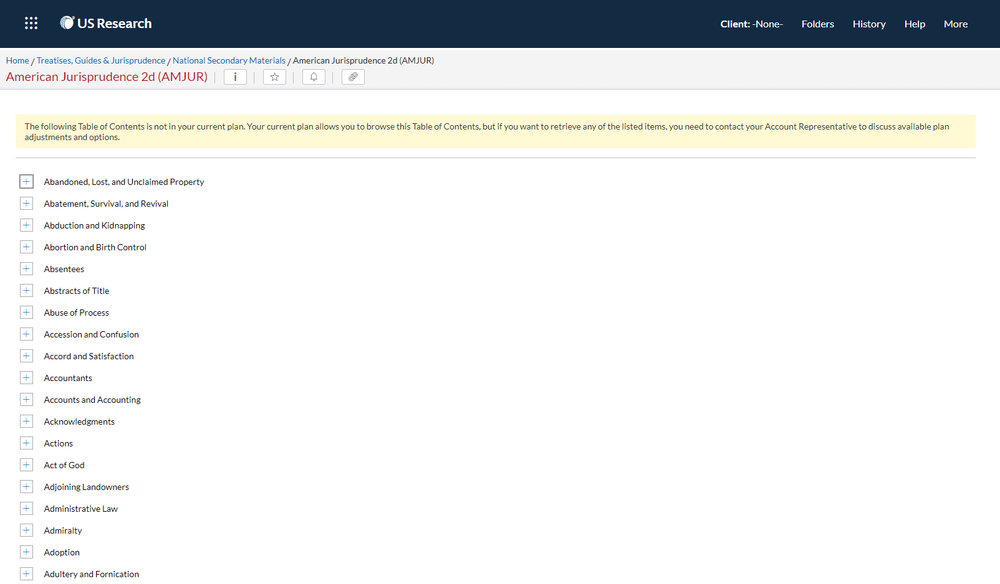 US Research
Client: -None- Folders History Help More
Home / Treatises, Guides & Jurisprudence / National Secondary Materials / American Jurisprudence 2d (AMJUR)
American Jurisprudence 2d (AMJUR)
The following Table of Contents is not in your current plan. Your current plan allows you to browse this Table of Contents, but if you want to retrieve any of the listed items, you need to contact your Account Representative to discuss available plan
adjustments and options.
Abandoned, Lost, and Unclaimed Property
Abatement, Survival, and Revival
Abduction and Kidnapping
Abortion and Birth Control
Absentees
Abstracts of Title
Abuse of Process
Accession and Confusion
Accord and Satisfaction
Accountants
Accounts and Accounting
Acknowledgments
Actions
Act of God
Adjoining Landowners
Administrative Law
Admiralty
Adoption
Adultery and Fornication